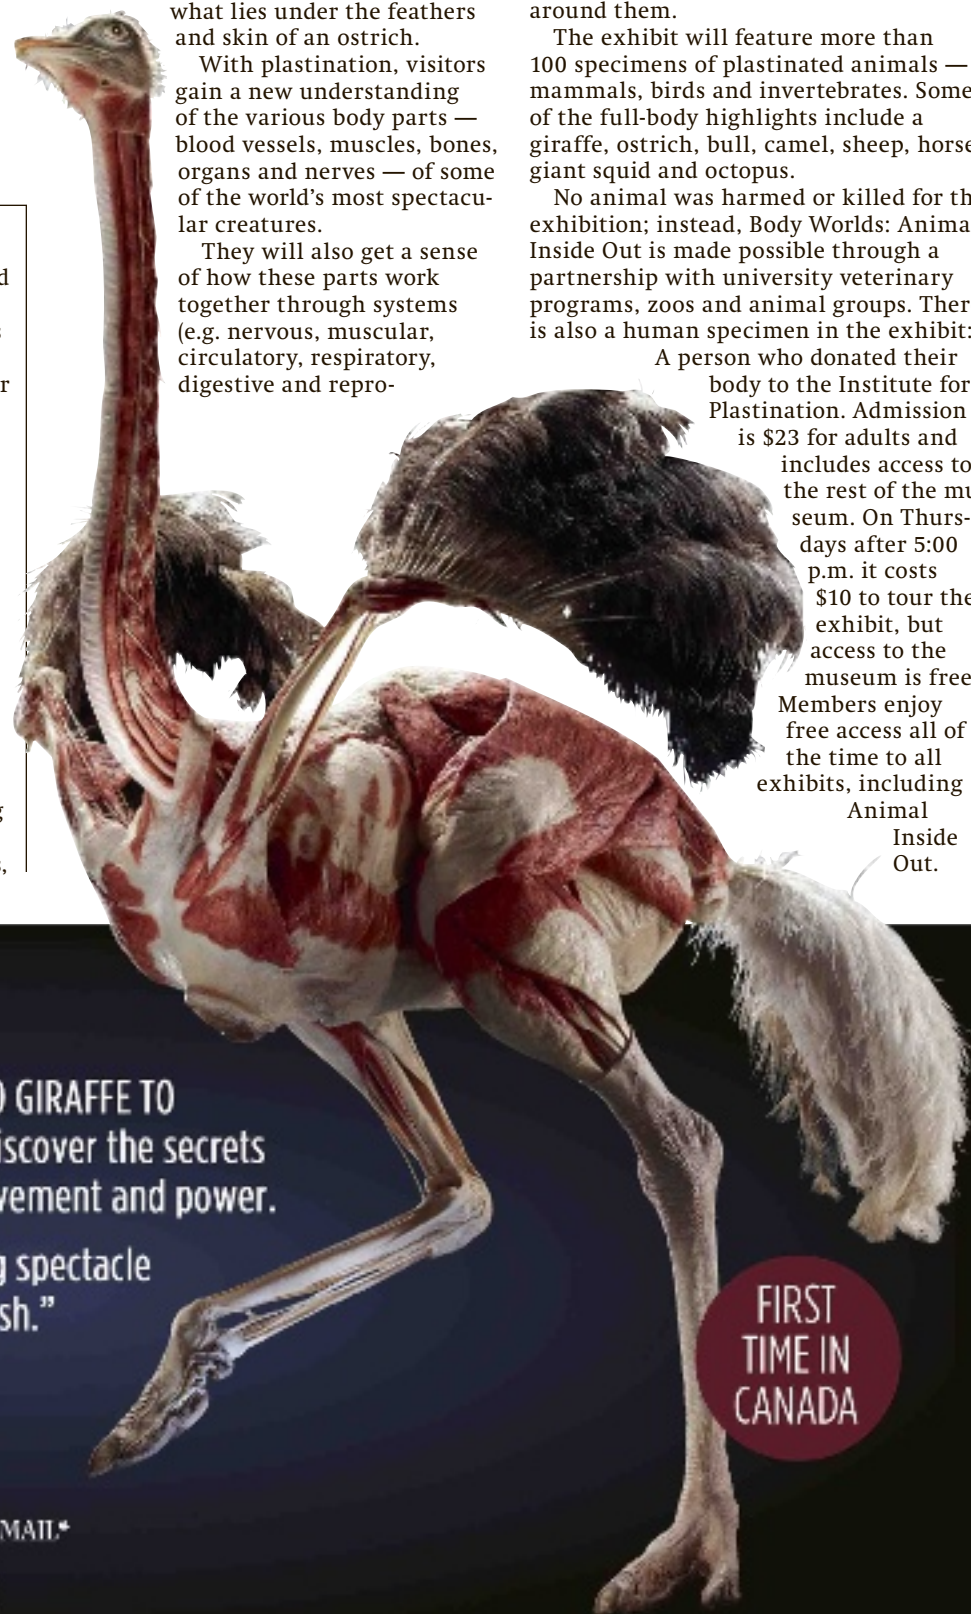 what lies under the feathers
and skin of an ostrich.
With plastination, visitors
gain a new understanding
of the various body parts —
blood vessels, muscles, bones,
organs and nerves — of some
of the world’s most spectacu-
lar creatures.
They will also get a sense
of how these parts work
together through systems
(e.g. nervous, muscular,
circulatory, respiratory,
digestive and repro-
around them.
The exhibit will feature more than
100 specimens of plastinated animals —
mammals, birds and invertebrates. Some
of the full-body highlights include a
giraffe, ostrich, bull, camel, sheep, horse
giant squid and octopus.
No animal was harmed or killed for th
exhibition; instead, Body Worlds: Anima
Inside Out is made possible through a
partnership with university veterinary
programs, zoos and animal groups. Ther
is also a human specimen in the exhibit:
A person who donated their
body to the Institute for
Plastination. Admission
is $23 for adults and
includes access to
the rest of the mu
seum. On Thurs-
days after 5:00
p.m. it costs
$10 to tour the
exhibit, but
access to the
museum is free
Members enjoy
free access all of
the time to all
exhibits, including
Animal
Inside
Out.
GIRAFFE TO
iscover the secrets
vement and power.
g spectacle
sh.”
MAIL
FIRST
TIME IN
CANADA